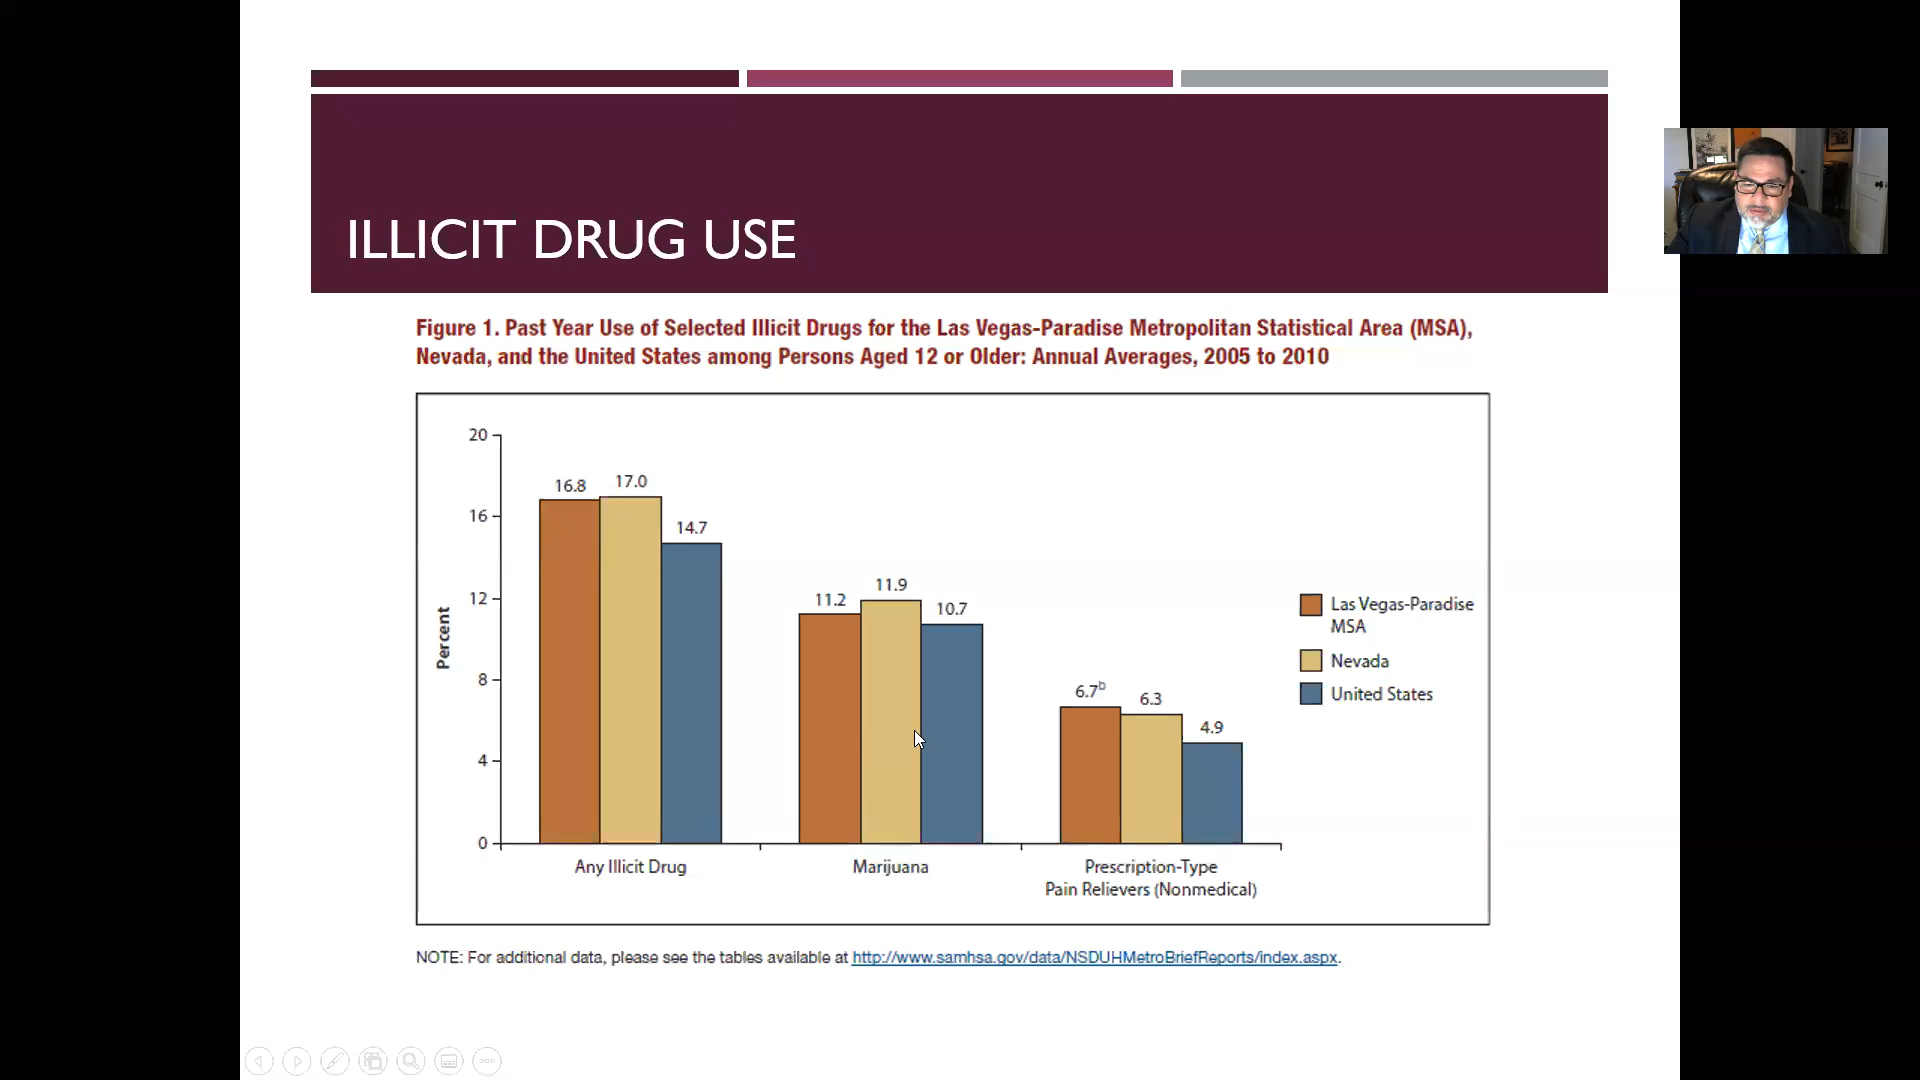 ILLICIT DRUG USE
Figure 1. Past Year Use of Selected Illicit Drugs for the Las Vegas-Paradise Metropolitan Statistical Area (MSA),
Nevada, and the United States among Persons Aged 12 or Older: Annual Averages, 2005 to 2010
20
16
12
8
4
0
Percent
16.8
17.0
14.7
11.2
11.9
10.7
6.7b
6.3
4.9
Any Illicit Drug
Marijuana
Prescription-Type
Pain Relievers (Nonmedical)
Las Vegas-Paradise
MSA
Nevada
United States
NOTE: For additional data, please see the tables available at http://www.samhsa.gov/data/NSDUHMetroBriefReports/index.aspx.